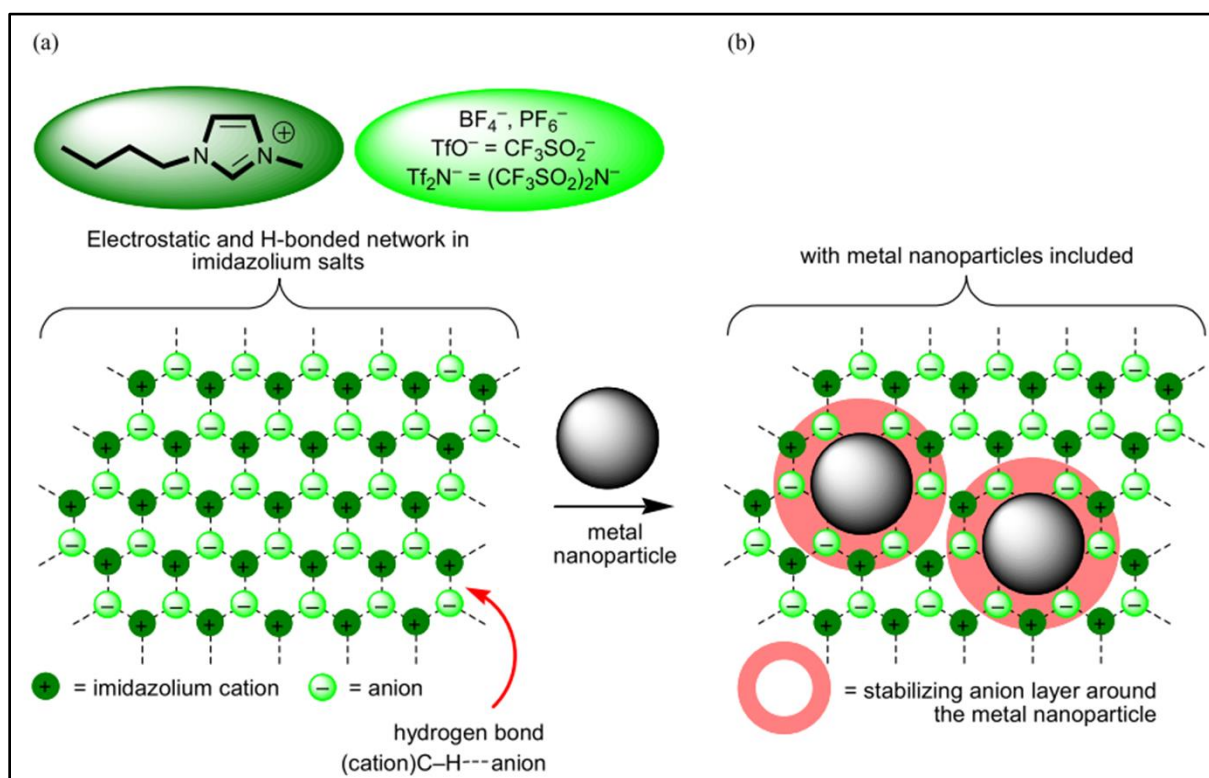 (a)
(b)
N
N
⊕
BF₄⁻, PF₆⁻
TfO⁻ = CF₃SO₂⁻
Tf₂N⁻ = (CF₃SO₂)₂N⁻
Electrostatic and H-bonded network in
imidazolium salts
with metal nanoparticles included
metal
nanoparticle
+ = imidazolium cation
− = anion
hydrogen bond
(cation)C–H---anion
= stabilizing anion layer around
the metal nanoparticle